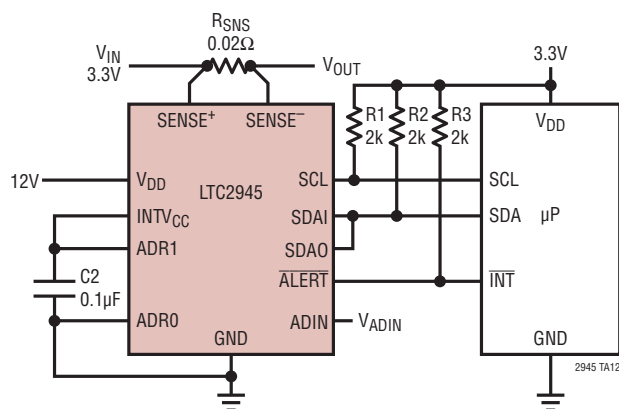 RSNS
0.02Ω
VIN
3.3V
VOUT
3.3V
SENSE+
SENSE–
R1
2k
R2
2k
R3
2k
VDD
12V
VDD
LTC2945
SCL
SCL
INTVCC
SDAI
SDA
µP
ADR1
SDAO
C2
0.1µF
ALERT
INT
ADR0
ADIN
VADIN
GND
GND
2945 TA12